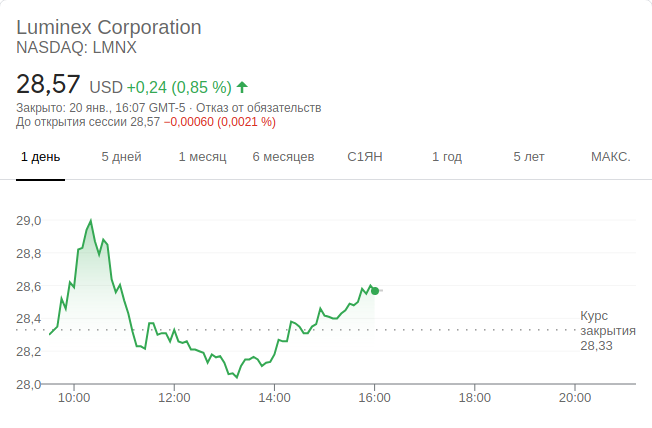 Luminex Corporation
NASDAQ: LMNX
28,57 USD +0,24 (0,85 %)
Закрыто: 20 янв., 16:07 GMT-5 · Отказ от обязательств
До открытия сессии 28,57 −0,00060 (0,0021 %)
1 день 5 дней 1 месяц 6 месяцев С1ЯН 1 год 5 лет МАКС.
29,0
28,8
28,6
28,4
Курс
закрытия
28,33
28,2
28,0
10:00 12:00 14:00 16:00 18:00 20:00